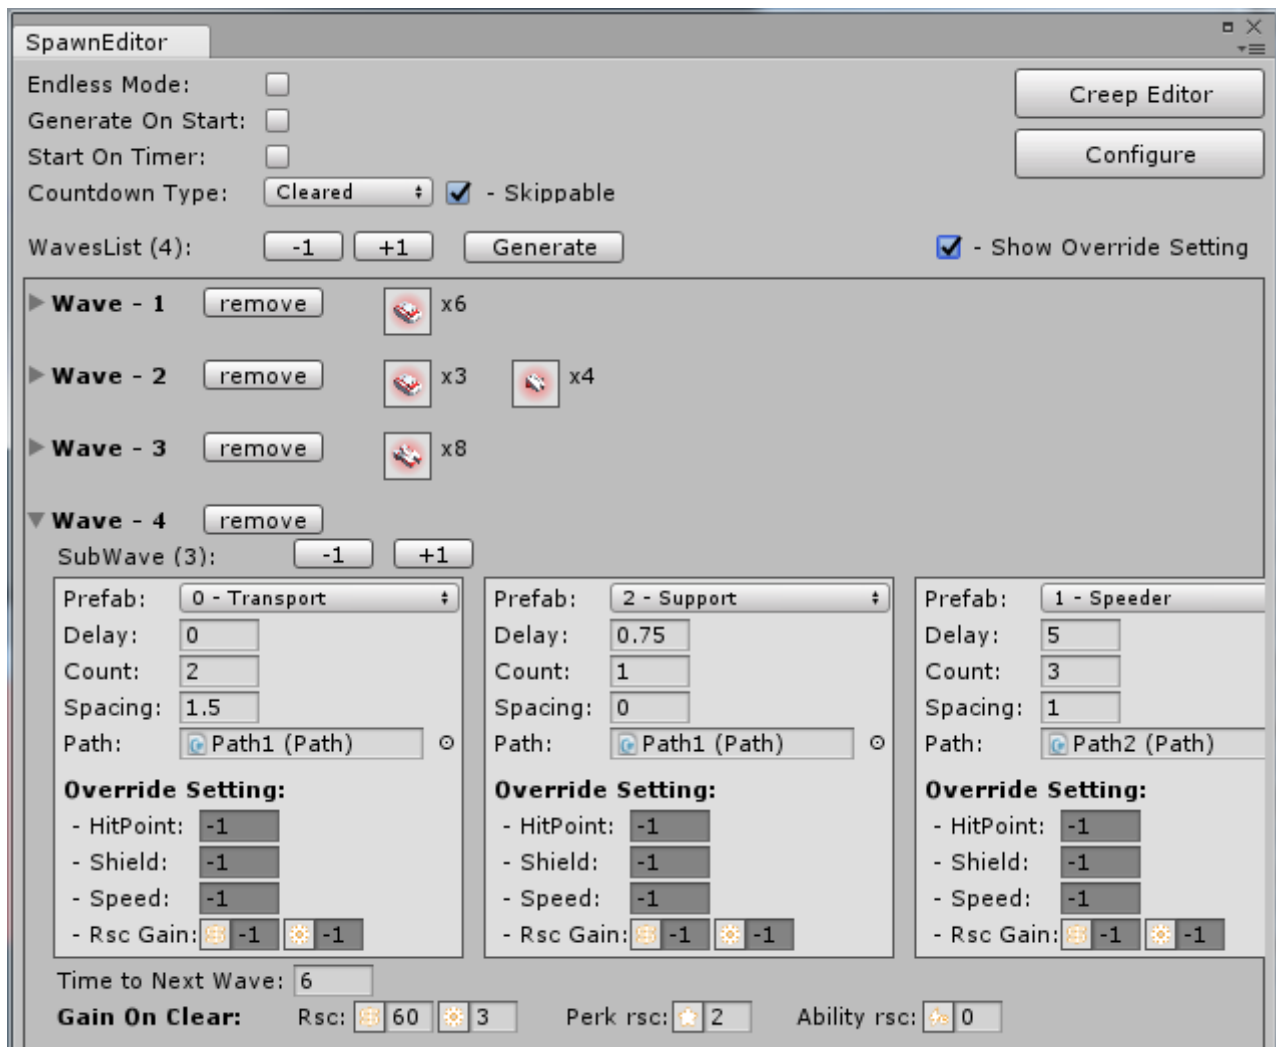 SpawnEditor
Endless Mode:
Creep Editor
Generate On Start:
Start On Timer:
Configure
Countdown Type: Cleared - Skippable
WavesList (4): -1 +1 Generate - Show Override Setting
Wave - 1 remove x6
Wave - 2 remove x3 x4
Wave - 3 remove x8
Wave - 4 remove
SubWave (3): -1 +1
Prefab: 0 - Transport Prefab: 2 - Support Prefab: 1 - Speeder
Delay: 0 Delay: 0.75 Delay: 5
Count: 2 Count: 1 Count: 3
Spacing: 1.5 Spacing: 0 Spacing: 1
Path: Path1 (Path) Path: Path1 (Path) Path: Path2 (Path)
Override Setting: Override Setting: Override Setting:
- HitPoint: -1 - HitPoint: -1 - HitPoint: -1
- Shield: -1 - Shield: -1 - Shield: -1
- Speed: -1 - Speed: -1 - Speed: -1
- Rsc Gain: -1 -1 - Rsc Gain: -1 -1 - Rsc Gain: -1 -1
Time to Next Wave: 6
Gain On Clear: Rsc: 60 3 Perk rsc: 2 Ability rsc: 0